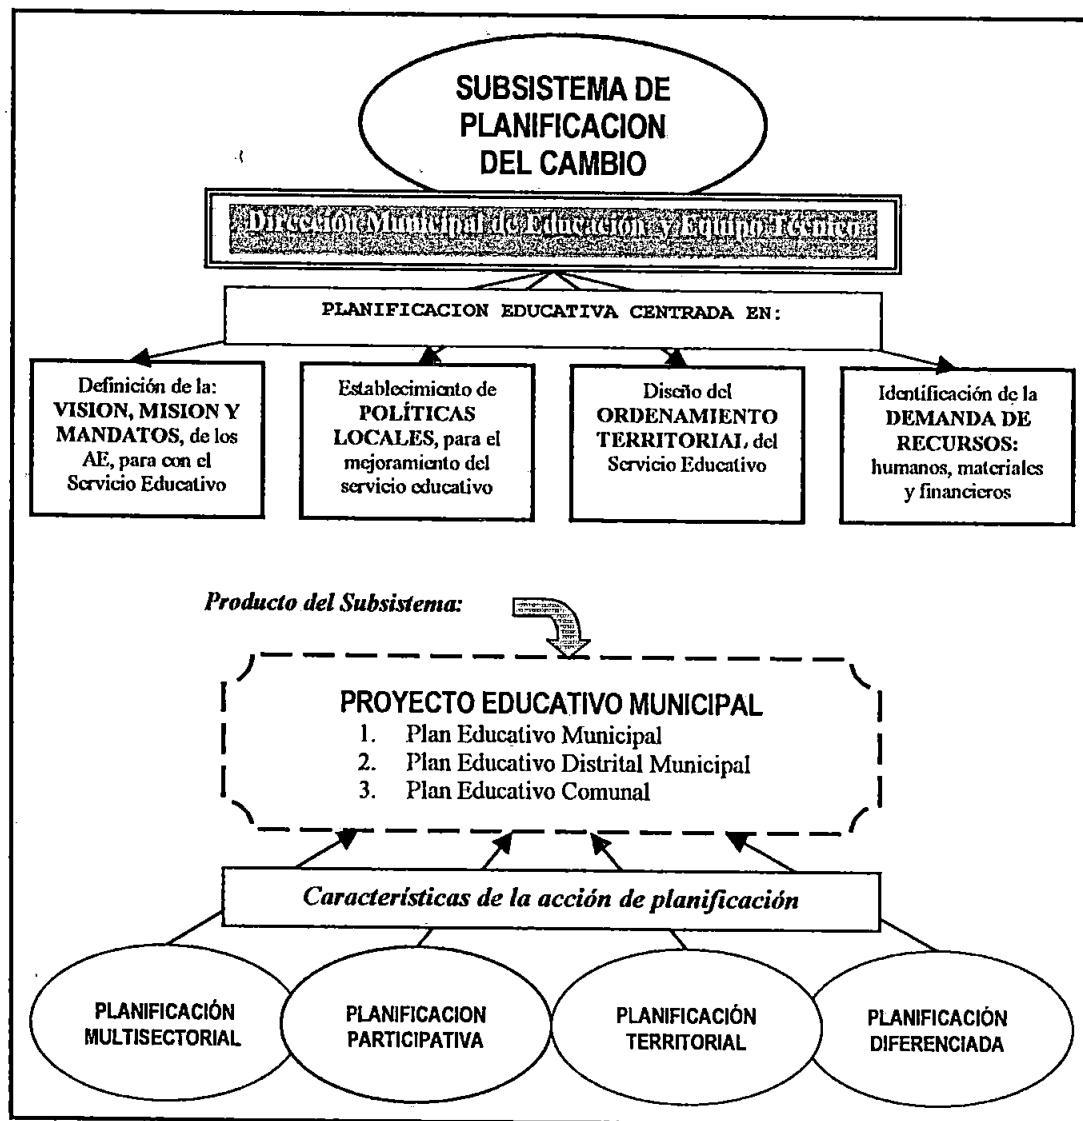 SUBSISTEMA DE
PLANIFICACION
DEL CAMBIO
Dirección Municipal de Educación y Equipo Técnico
PLANIFICACION EDUCATIVA CENTRADA EN:
Definición de la:
VISION, MISION Y
MANDATOS, de los
AE, para con el
Servicio Educativo
Establecimiento de
POLÍTICAS
LOCALES, para el
mejoramiento del
servicio educativo
Diseño del
ORDENAMIENTO
TERRITORIAL, del
Servicio Educativo
Identificación de la
DEMANDA DE
RECURSOS:
humanos, materiales
y financieros
Producto del Subsistema:
PROYECTO EDUCATIVO MUNICIPAL
1. Plan Educativo Municipal
2. Plan Educativo Distrital Municipal
3. Plan Educativo Comunal
Características de la acción de planificación
PLANIFICACIÓN
MULTISECTORIAL
PLANIFICACION
PARTICIPATIVA
PLANIFICACIÓN
TERRITORIAL
PLANIFICACIÓN
DIFERENCIADA